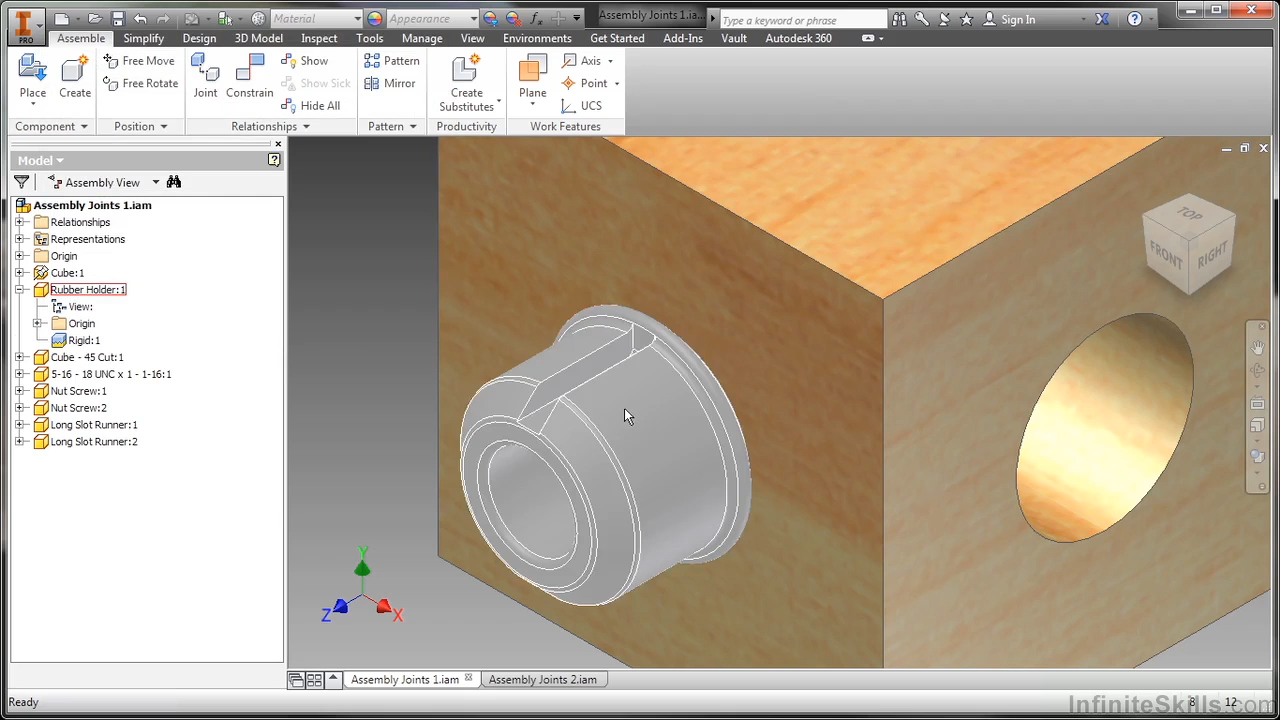 PRO
Material
Appearance
Assembly Joints 1.ia...
Type a keyword or phrase
Sign In
Assemble Simplify Design 3D Model Inspect Tools Manage View Environments Get Started Add-Ins Vault Autodesk 360
Place
Create
Component
Free Move
Free Rotate
Position
Joint
Constrain
Show
Show Sick
Hide All
Relationships
Pattern
Mirror
Pattern
Create
Substitutes
Productivity
Plane
Axis
Point
UCS
Work Features
Model
Assembly View
Assembly Joints 1.iam
Relationships
Representations
Origin
Cube:1
Rubber Holder:1
View:
Origin
Rigid:1
Cube - 45 Cut:1
5-16 - 18 UNC x 1 - 1-16:1
Nut Screw:1
Nut Screw:2
Long Slot Runner:1
Long Slot Runner:2
TOP
FRONT
RIGHT
Y
Z
X
Assembly Joints 1.iam
Assembly Joints 2.iam
Ready
8 12
InfiniteSkills.com